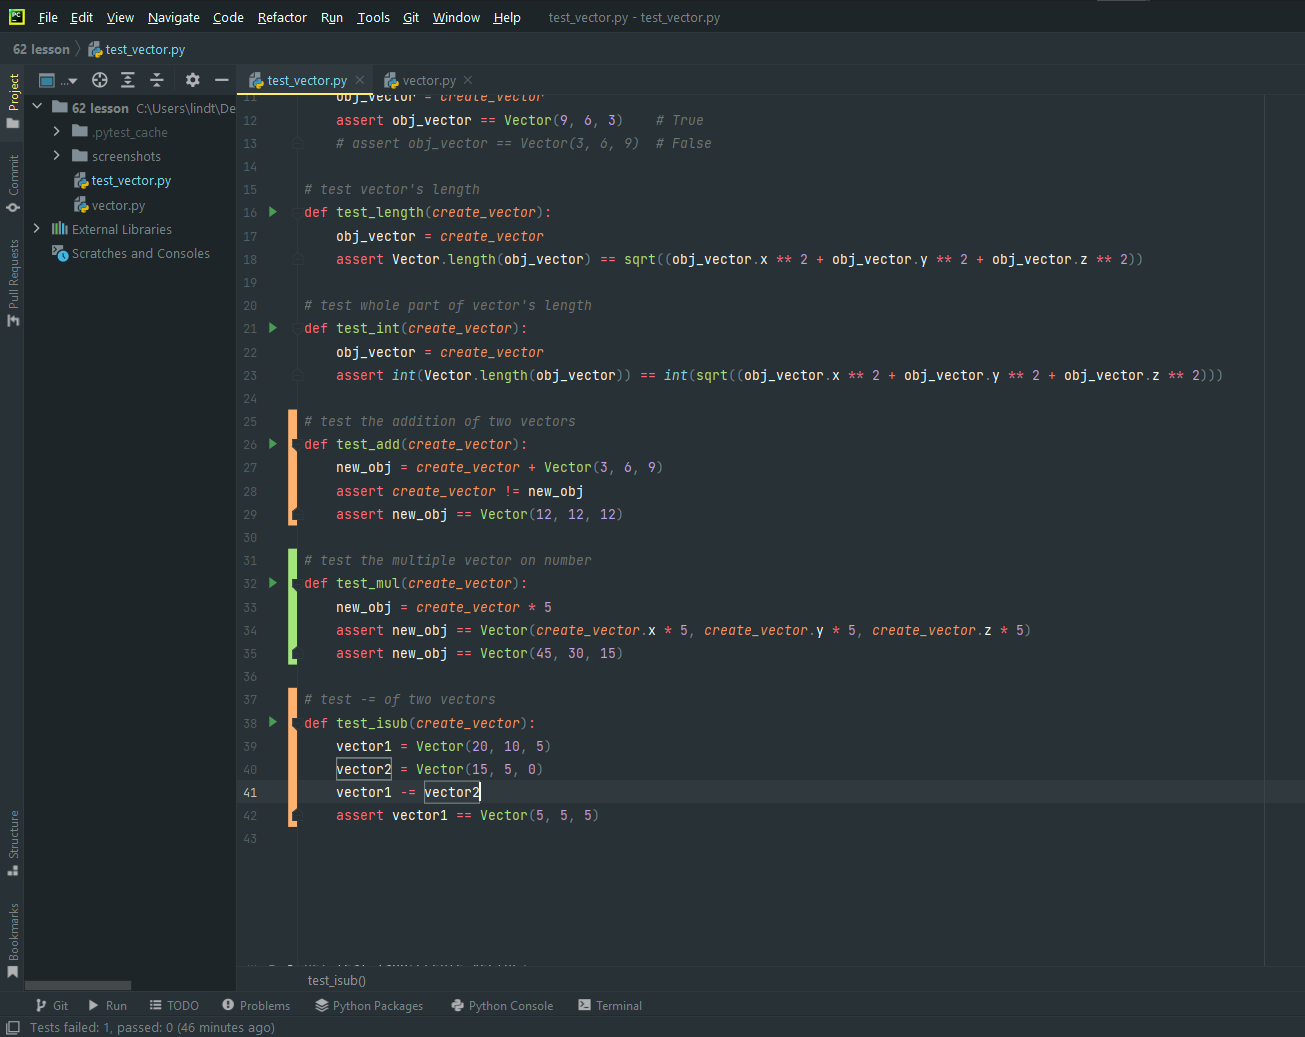 PC File Edit View Navigate Code Refactor Run Tools Git Window Help test_vector.py - test_vector.py
62 lesson test_vector.py
... test_vector.py vector.py
Project
Commit
Pull Requests
Structure
Bookmarks
62 lesson C:\Users\lindt\De
.pytest_cache
screenshots
test_vector.py
vector.py
External Libraries
Scratches and Consoles
11 obj_vector = create_vector
12 assert obj_vector == Vector(9, 6, 3) # True
13 # assert obj_vector == Vector(3, 6, 9) # False
14
15 # test vector's length
16 def test_length(create_vector):
17 obj_vector = create_vector
18 assert Vector.length(obj_vector) == sqrt((obj_vector.x ** 2 + obj_vector.y ** 2 + obj_vector.z ** 2))
19
20 # test whole part of vector's length
21 def test_int(create_vector):
22 obj_vector = create_vector
23 assert int(Vector.length(obj_vector)) == int(sqrt((obj_vector.x ** 2 + obj_vector.y ** 2 + obj_vector.z ** 2)))
24
25 # test the addition of two vectors
26 def test_add(create_vector):
27 new_obj = create_vector + Vector(3, 6, 9)
28 assert create_vector != new_obj
29 assert new_obj == Vector(12, 12, 12)
30
31 # test the multiple vector on number
32 def test_mul(create_vector):
33 new_obj = create_vector * 5
34 assert new_obj == Vector(create_vector.x * 5, create_vector.y * 5, create_vector.z * 5)
35 assert new_obj == Vector(45, 30, 15)
36
37 # test -= of two vectors
38 def test_isub(create_vector):
39 vector1 = Vector(20, 10, 5)
40 vector2 = Vector(15, 5, 0)
41 vector1 -= vector2
42 assert vector1 == Vector(5, 5, 5)
43
test_isub()
Git Run TODO Problems Python Packages Python Console Terminal
Tests failed: 1, passed: 0 (46 minutes ago)